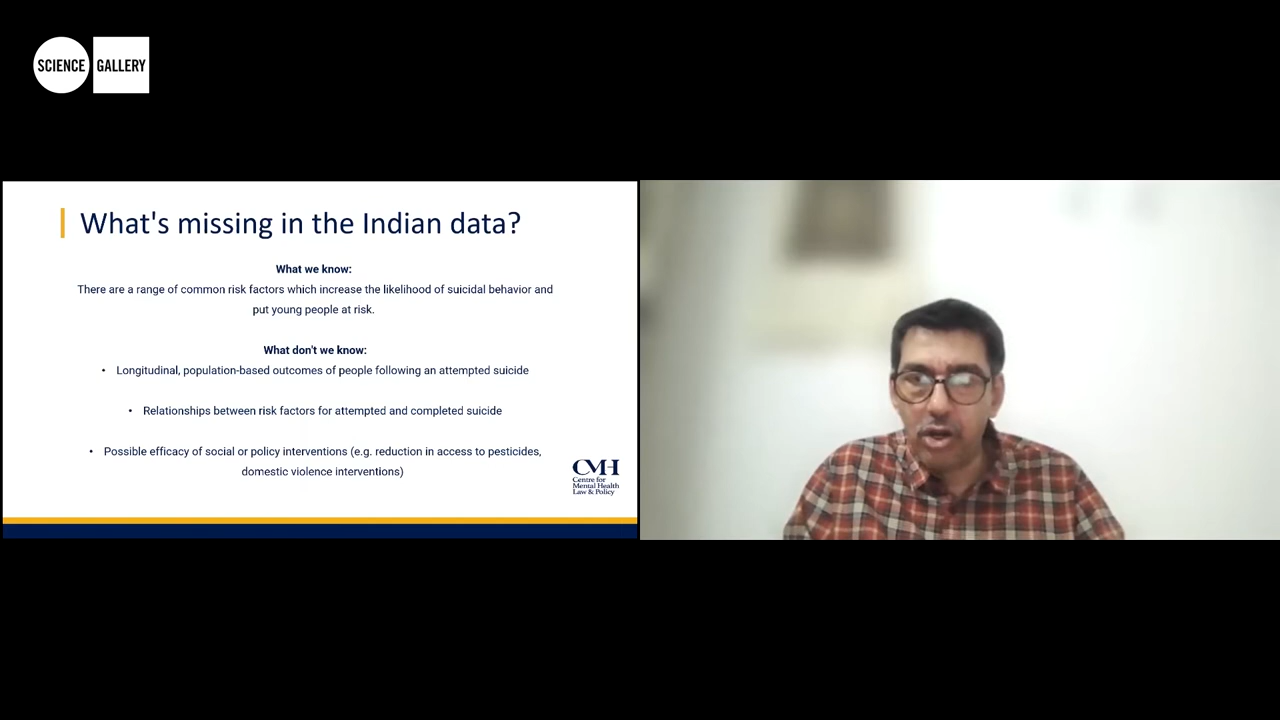 SCIENCE GALLERY
What's missing in the Indian data?
What we know:
There are a range of common risk factors which increase the likelihood of suicidal behavior and
put young people at risk.
What don't we know:
• Longitudinal, population-based outcomes of people following an attempted suicide
• Relationships between risk factors for attempted and completed suicide
• Possible efficacy of social or policy interventions (e.g. reduction in access to pesticides,
domestic violence interventions)
CMH
Centre for
Mental Health
Law & Policy